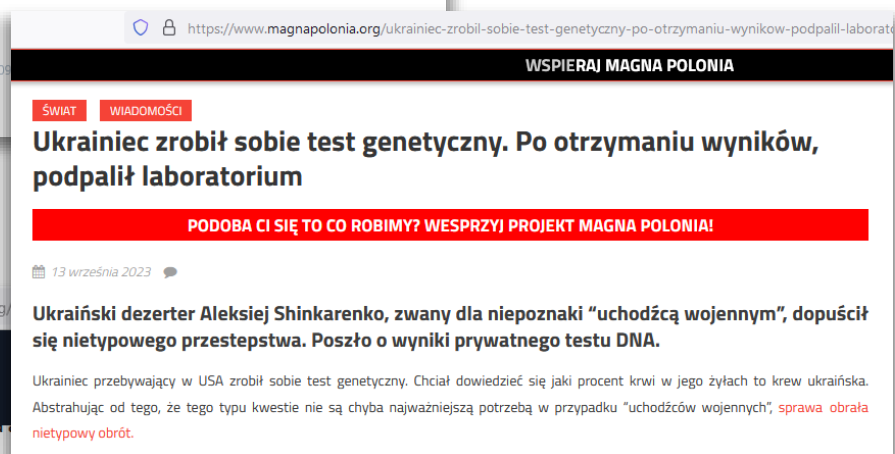 https://www.magnapolonia.org/ukrainiec-zrobil-sobie-test-genetyczny-po-otrzymaniu-wynikow-podpalil-laborato
WSPIERAJ MAGNA POLONIA
ŚWIAT WIADOMOŚCI
Ukrainiec zrobił sobie test genetyczny. Po otrzymaniu wyników,
podpalił laboratorium
PODOBA CI SIĘ TO CO ROBIMY? WESPRZYJ PROJEKT MAGNA POLONIA!
13 września 2023
Ukraiński dezerter Aleksiej Shinkarenko, zwany dla niepoznaki “uchodźcą wojennym”, dopuścił
się nietypowego przestepstwa. Poszło o wyniki prywatnego testu DNA.
Ukrainiec przebywający w USA zrobił sobie test genetyczny. Chciał dowiedzieć się jaki procent krwi w jego żyłach to krew ukraińska.
Abstrahując od tego, że tego typu kwestie nie są chyba najważniejszą potrzebą w przypadku “uchodźców wojennych”, sprawa obrała
nietypowy obrót.